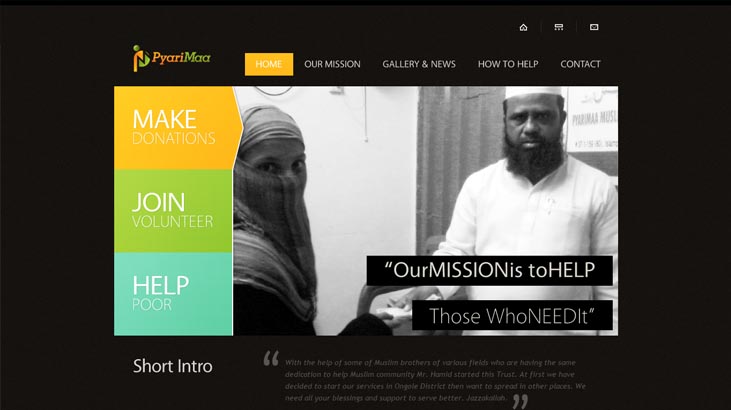 PyariMaa
HOME
OUR MISSION
GALLERY & NEWS
HOW TO HELP
CONTACT
MAKE
DONATIONS
JOIN
VOLUNTEER
HELP
POOR
PYARIMAA MUSL
“OurMISSIONis toHELP
Those WhoNEEDIt”
Short Intro
“ With the help of some of Muslim brothers of various fields who are having the same
dedication to help Muslim community Mr. Hamid started this Trust. At first we have
decided to start our services in Ongole District then want to spread in other places. We
need all your blessings and support to serve better. Jazzakallah. ”